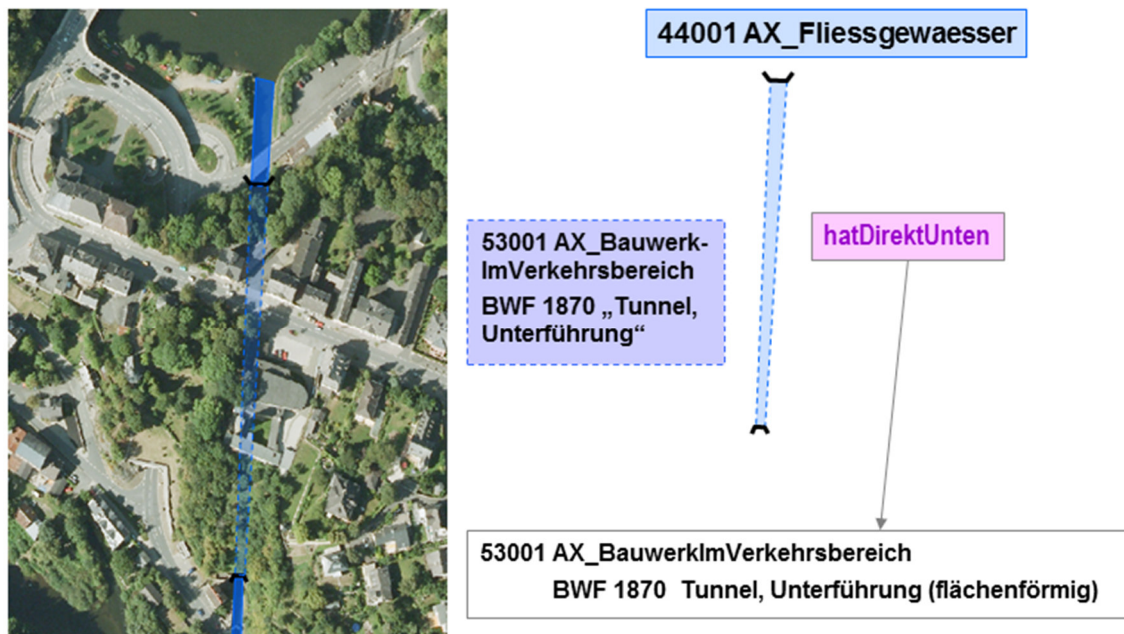 44001 AX_Fliessgewaesser
53001 AX_Bauwerk-
ImVerkehrsbereich
BWF 1870 „Tunnel,
Unterführung“
hatDirektUnten
53001 AX_BauwerkImVerkehrsbereich
BWF 1870 Tunnel, Unterführung (flächenförmig)